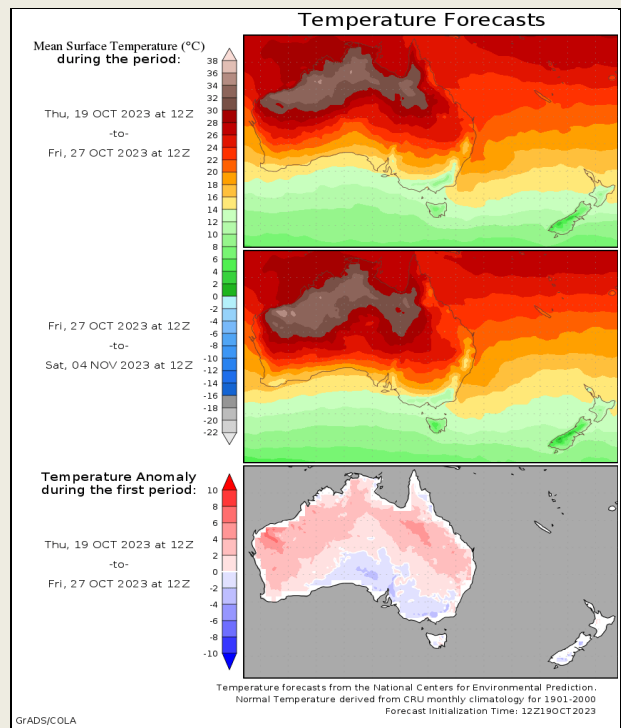 Temperature Forecasts
Mean Surface Temperature (°C)
during the period:
Thu, 19 OCT 2023 at 12Z
-to-
Fri, 27 OCT 2023 at 12Z
38
36
34
32
30
28
26
24
22
20
18
16
14
12
10
8
6
4
2
0
-2
-4
-6
-8
-10
-12
-14
-16
-18
-20
-22
Fri, 27 OCT 2023 at 12Z
-to-
Sat, 04 NOV 2023 at 12Z
Temperature Anomaly
during the first period:
Thu, 19 OCT 2023 at 12Z
-to-
Fri, 27 OCT 2023 at 12Z
10
8
6
4
2
0
-2
-4
-6
-8
-10
Temperature forecasts from the National Centers for Environmental Prediction.
Normal Temperature derived from CRU monthly climatology for 1901-2000
Forecast Initialization Time: 12Z19OCT2023
GrADS/COLA